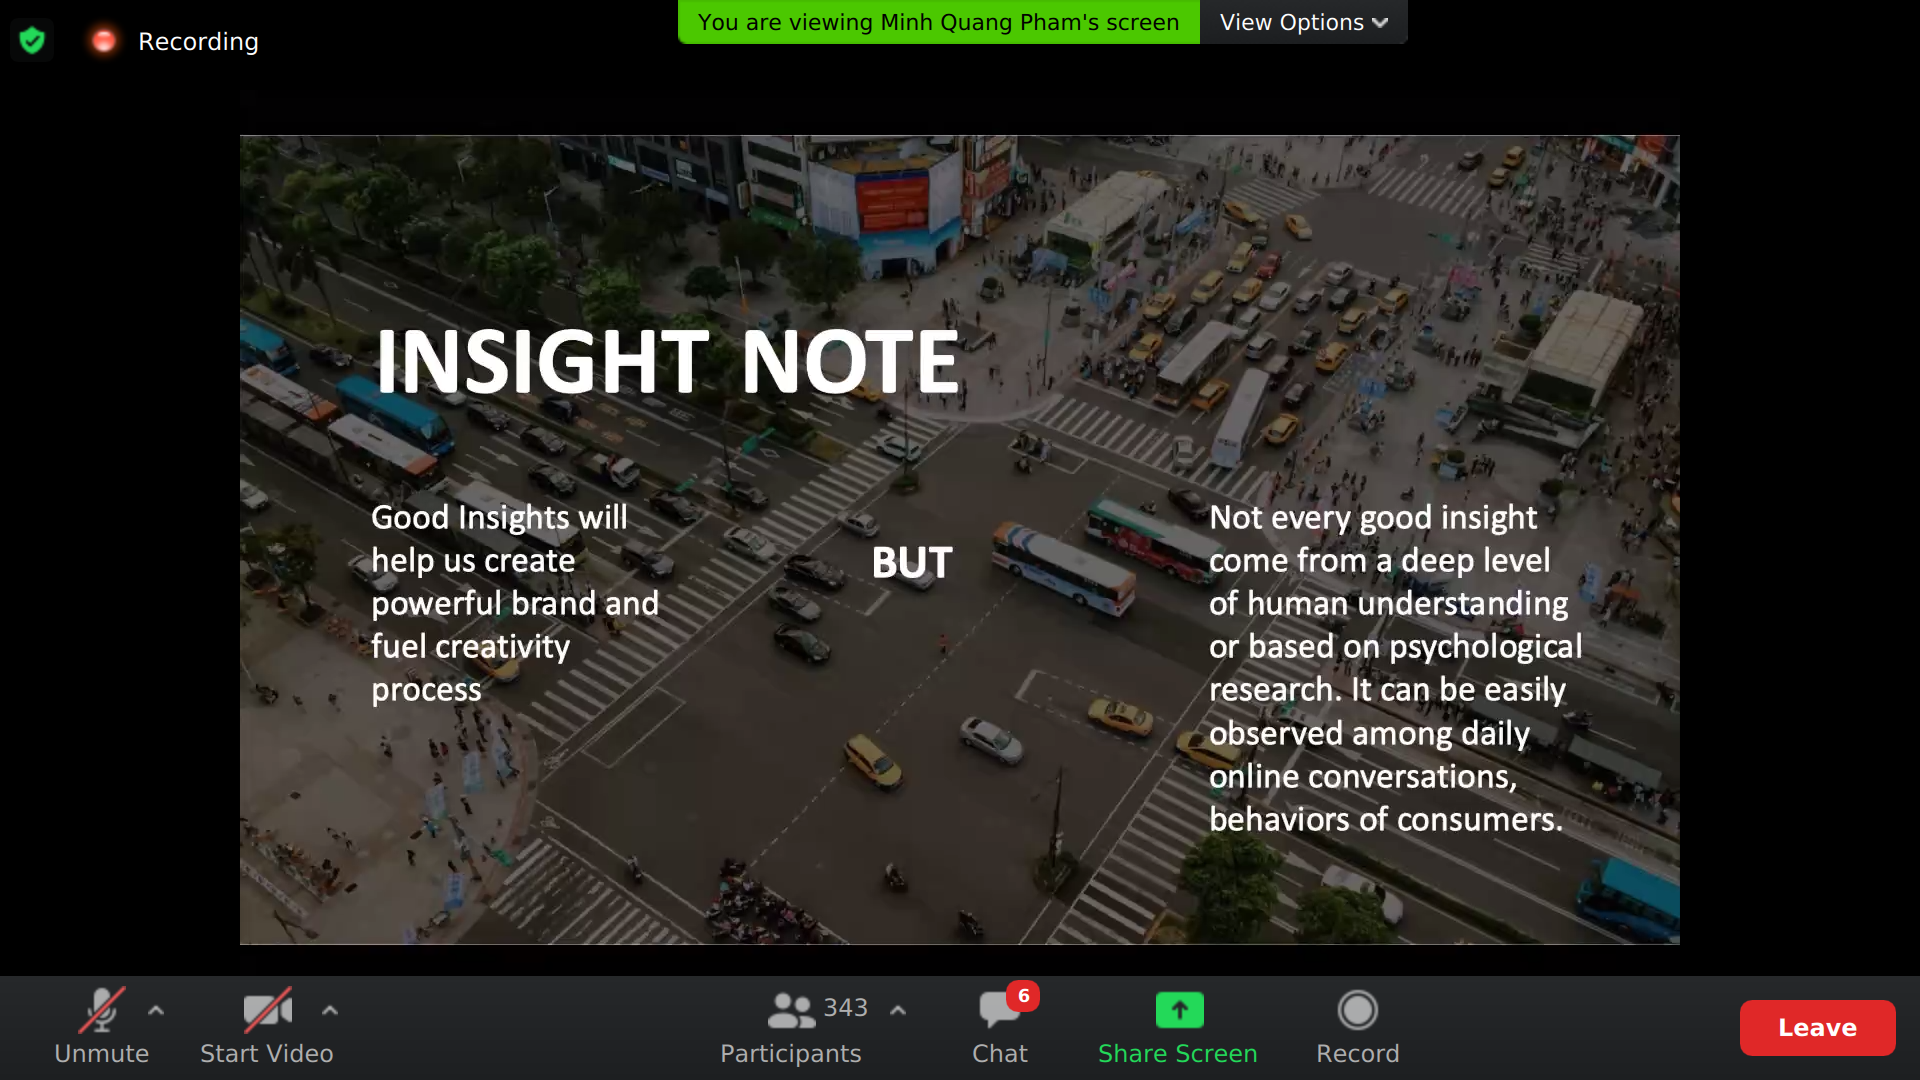 Recording
You are viewing Minh Quang Pham's screen
View Options
INSIGHT NOTE
Good Insights will
help us create
powerful brand and
fuel creativity
process
BUT
Not every good insight
come from a deep level
of human understanding
or based on psychological
research. It can be easily
observed among daily
online conversations,
behaviors of consumers.
Unmute
Start Video
343
Participants
6
Chat
Share Screen
Record
Leave